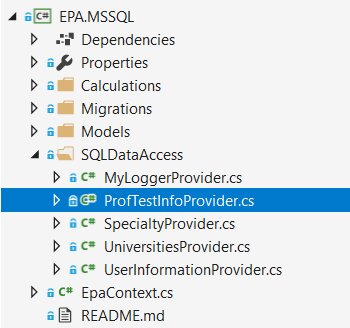 EPA.MSSQL
Dependencies
Properties
Calculations
Migrations
Models
SQLDataAccess
C# MyLoggerProvider.cs
C# ProfTestInfoProvider.cs
C# SpecialtyProvider.cs
C# UniversitiesProvider.cs
C# UserInformationProvider.cs
C# EpaContext.cs
README.md